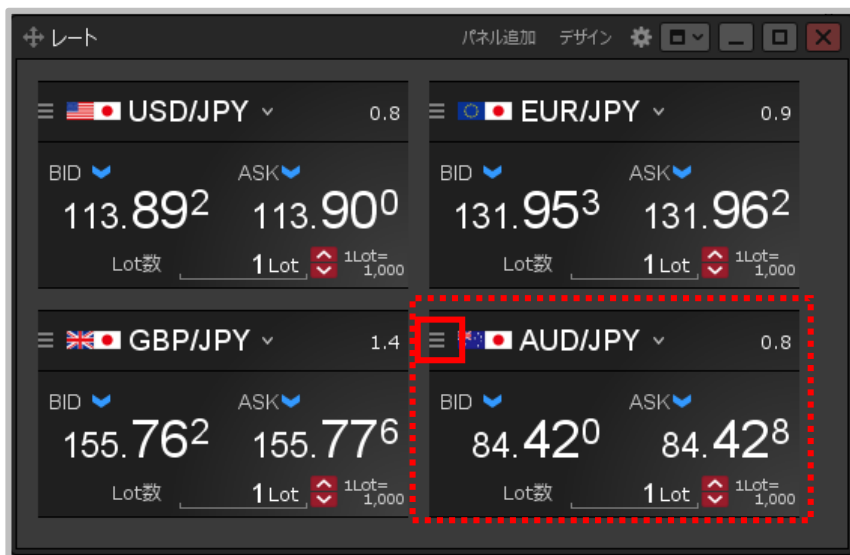 レート パネル追加 デザイン
USD/JPY 0.8
BID ASK
113.892 113.900
Lot数 1 Lot 1Lot=
1,000
EUR/JPY 0.9
BID ASK
131.953 131.962
Lot数 1 Lot 1Lot=
1,000
GBP/JPY 1.4
BID ASK
155.762 155.776
Lot数 1 Lot 1Lot=
1,000
AUD/JPY 0.8
BID ASK
84.420 84.428
Lot数 1 Lot 1Lot=
1,000